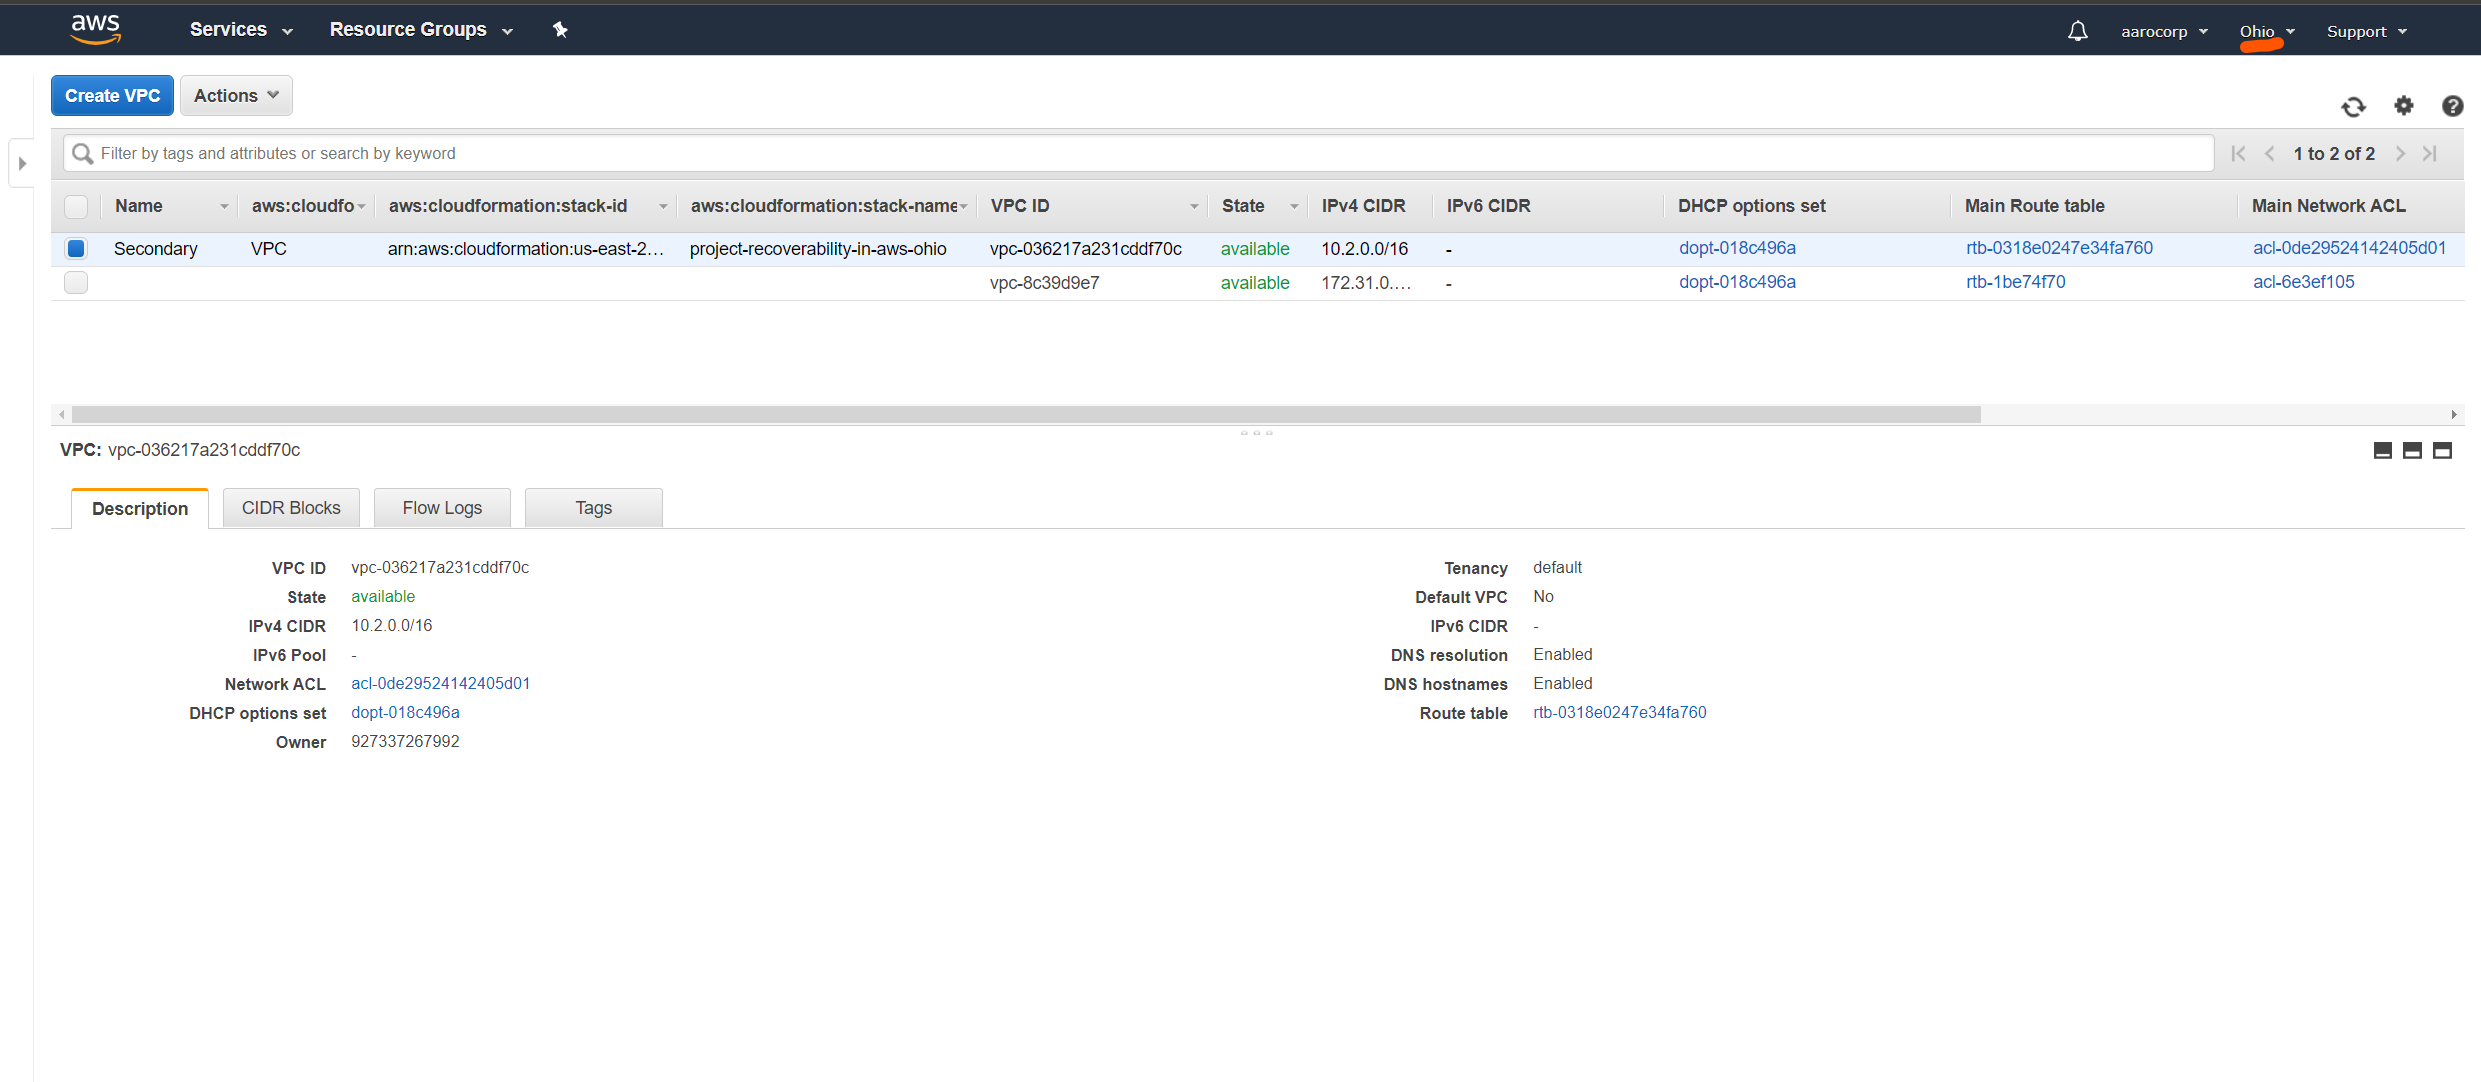 aws Services Resource Groups aarocorp Ohio Support
Create VPC Actions
Filter by tags and attributes or search by keyword 1 to 2 of 2
Name aws:cloudfo aws:cloudformation:stack-id aws:cloudformation:stack-name VPC ID State IPv4 CIDR IPv6 CIDR DHCP options set Main Route table Main Network ACL
Secondary VPC arn:aws:cloudformation:us-east-2... project-recoverability-in-aws-ohio vpc-036217a231cddf70c available 10.2.0.0/16 - dopt-018c496a rtb-0318e0247e34fa760 acl-0de29524142405d01
vpc-8c39d9e7 available 172.31.0.... - dopt-018c496a rtb-1be74f70 acl-6e3ef105
VPC: vpc-036217a231cddf70c
Description CIDR Blocks Flow Logs Tags
VPC ID vpc-036217a231cddf70c Tenancy default
State available Default VPC No
IPv4 CIDR 10.2.0.0/16 IPv6 CIDR -
IPv6 Pool - DNS resolution Enabled
Network ACL acl-0de29524142405d01 DNS hostnames Enabled
DHCP options set dopt-018c496a Route table rtb-0318e0247e34fa760
Owner 927337267992